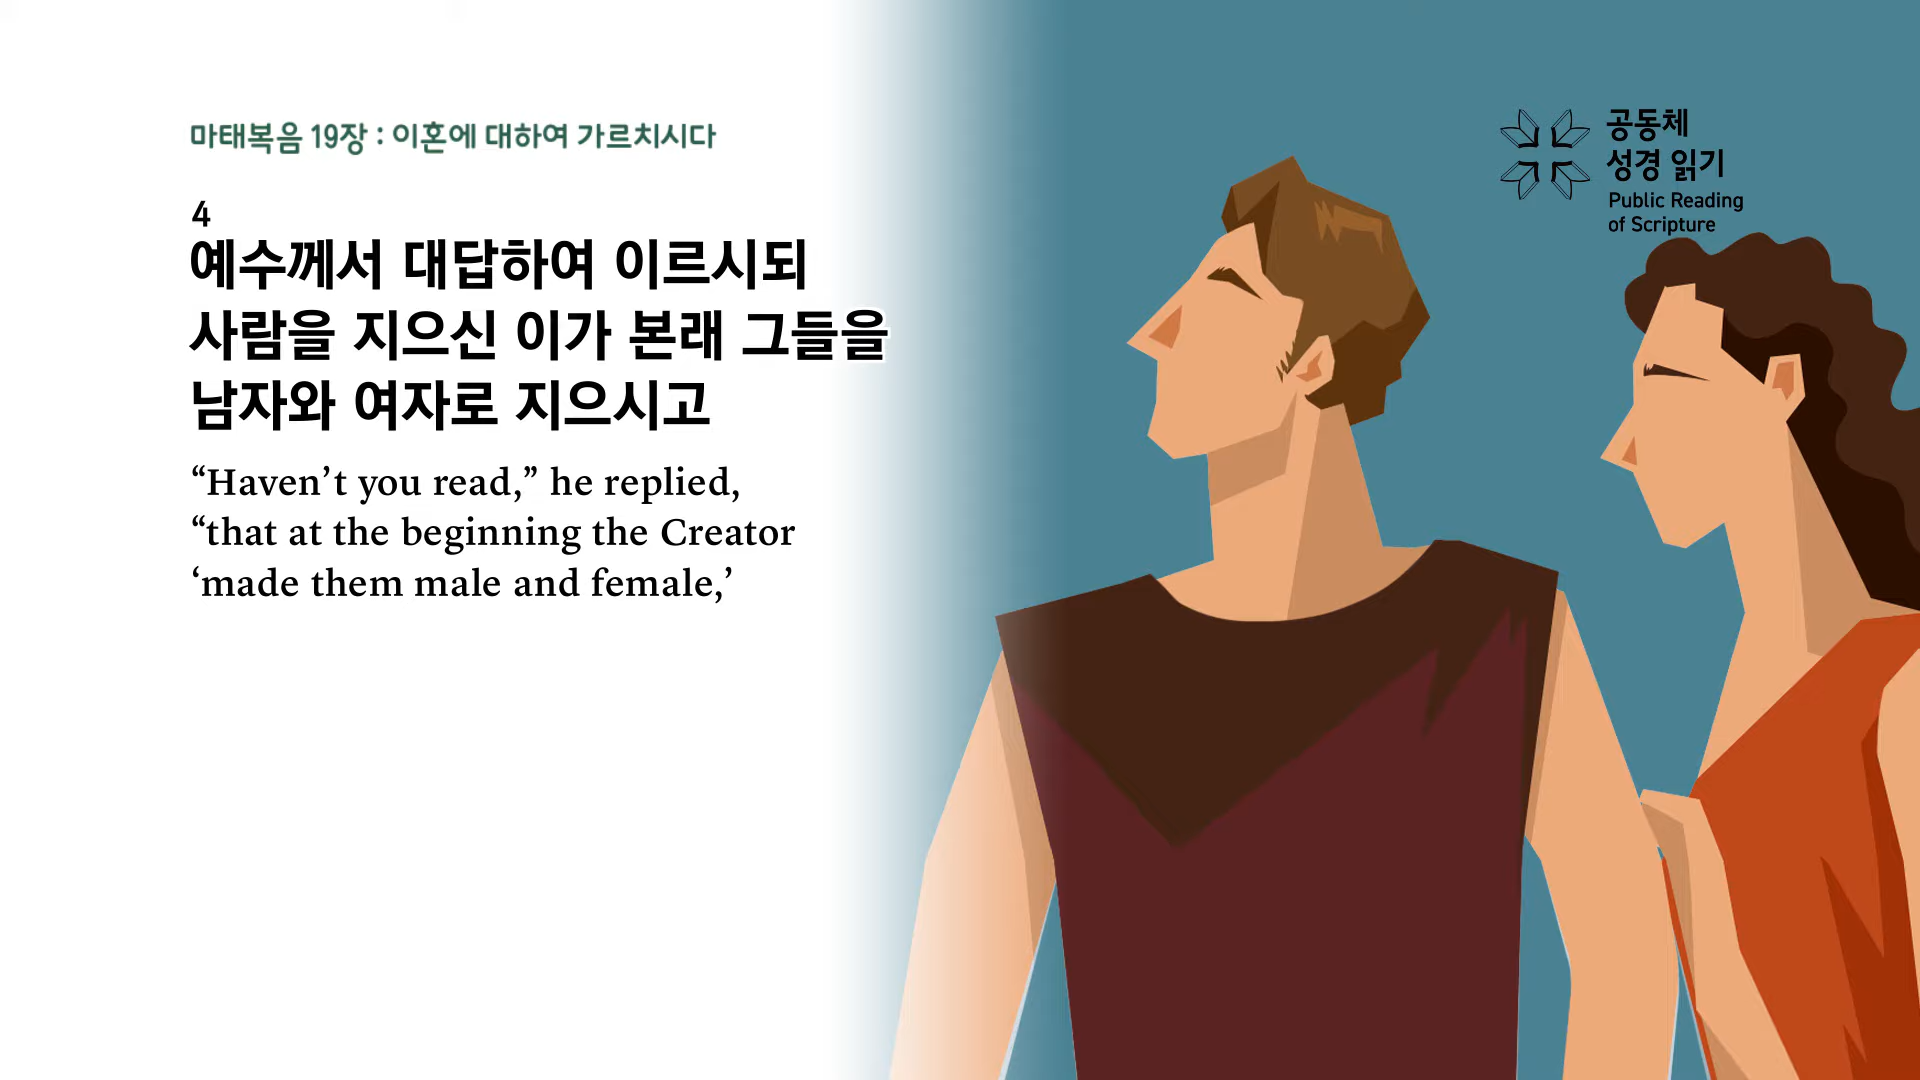 마태복음 19장 : 이혼에 대하여 가르치시다
4
예수께서 대답하여 이르시되
사람을 지으신 이가 본래 그들을
남자와 여자로 지으시고
“Haven’t you read,” he replied,
“that at the beginning the Creator
‘made them male and female,’
공동체
성경 읽기
Public Reading
of Scripture